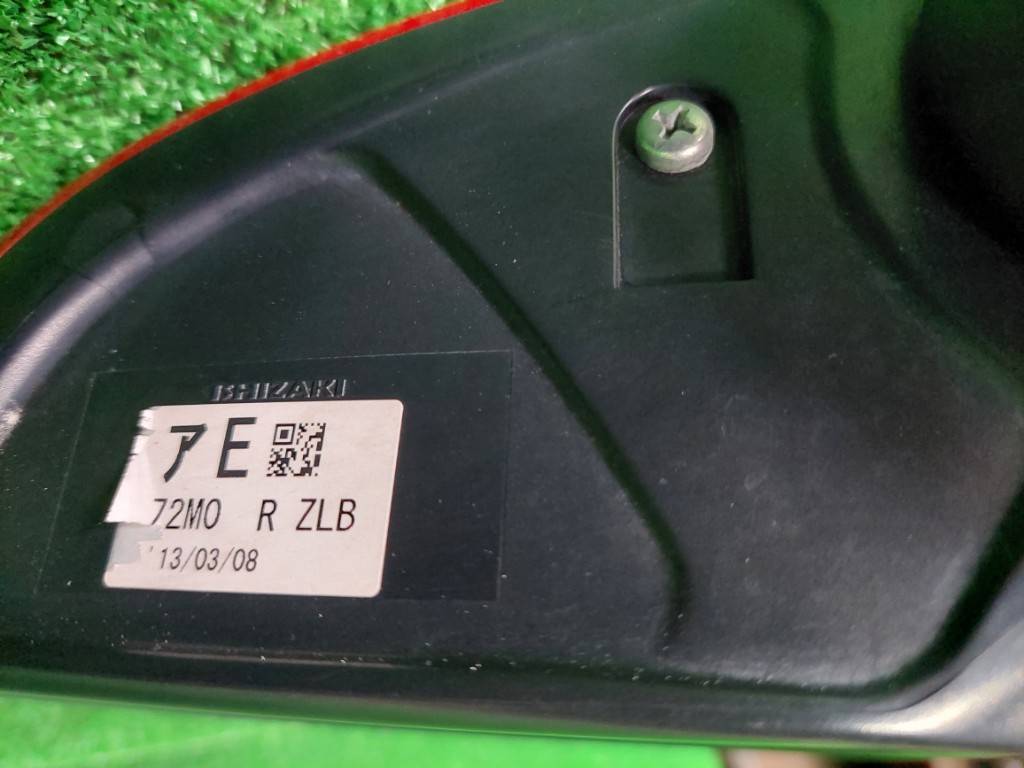 ISHIZAKI
アE
72M0 R ZLB
'13/03/08